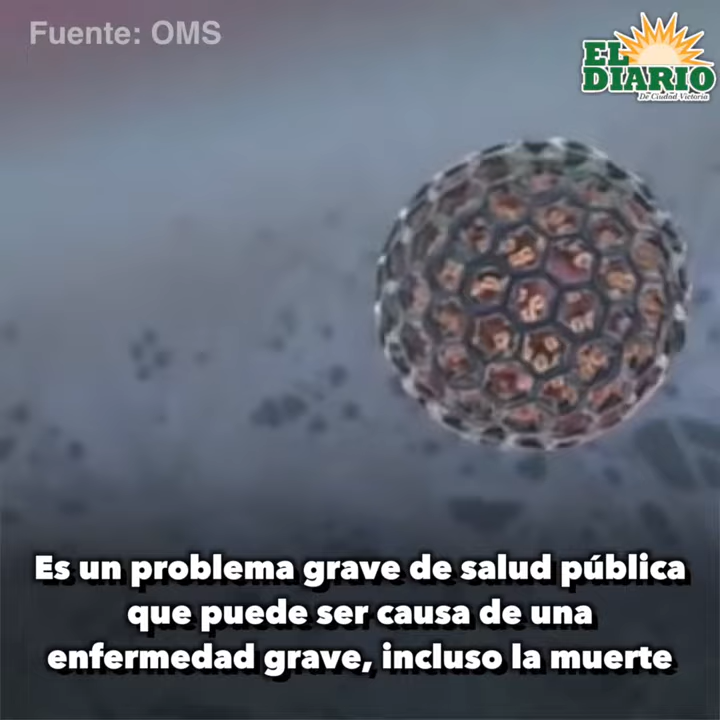 Fuente: OMS
EL
DIARIO
De Ciudad Victoria
Es un problema grave de salud pública
que puede ser causa de una
enfermedad grave, incluso la muerte